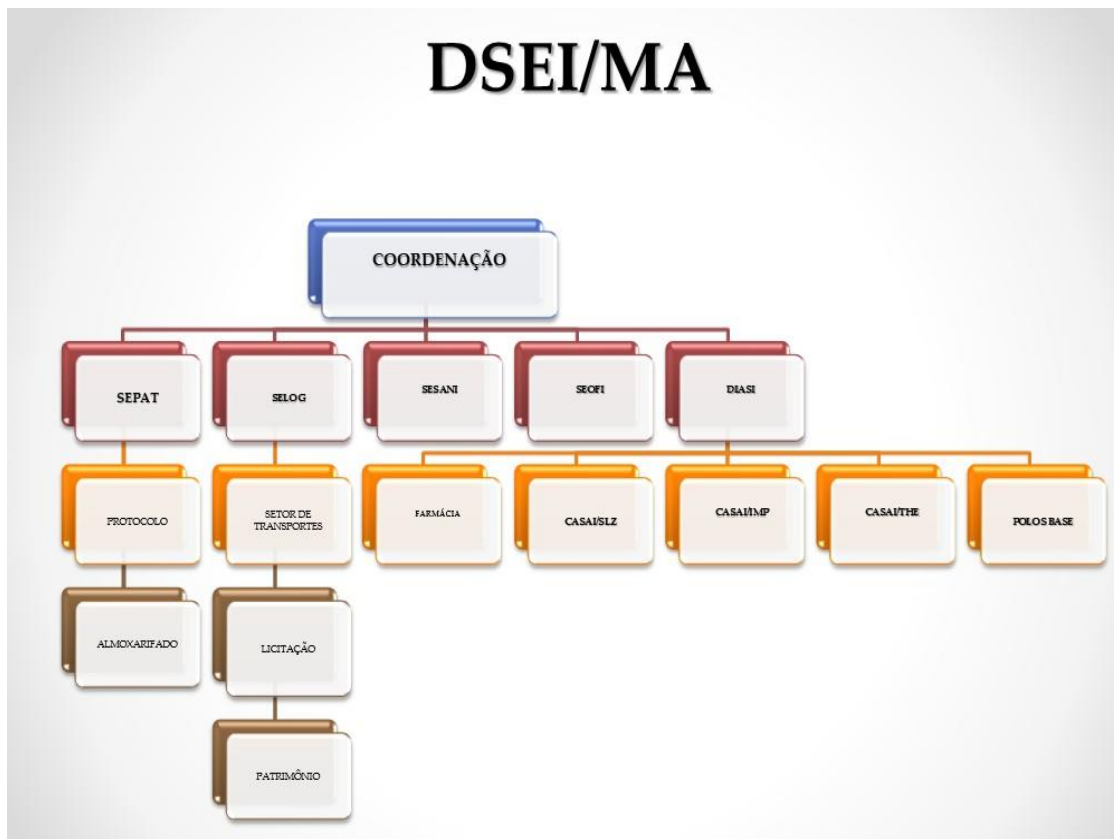 DSEI/MA
COORDENAÇÃO
SEPAT
SELOG
SESANI
SEOFI
DIASI
PROTOCOLO
SETOR DE
TRANSPORTES
FARMÁCIA
CASAI/SLZ
CASAI/IMP
CASAI/THE
POLOS BASE
ALMOXARIFADO
LICITAÇÃO
PATRIMÔNIO